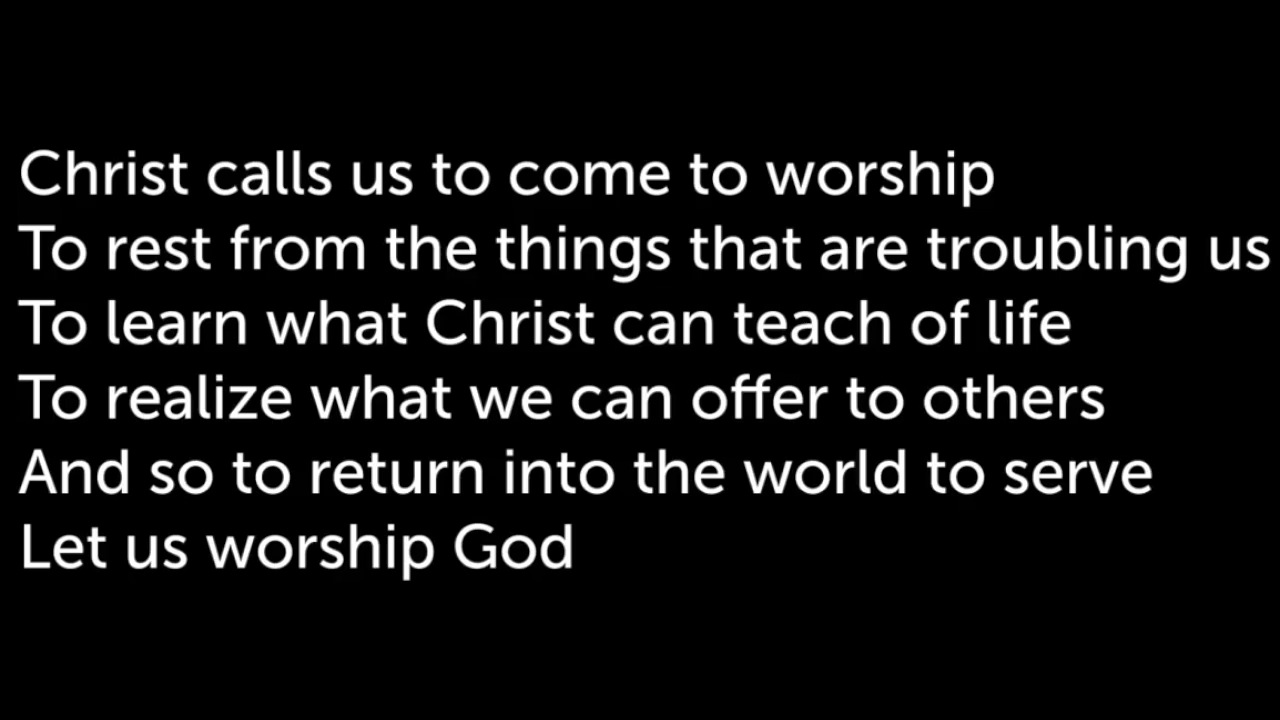 Christ calls us to come to worship
To rest from the things that are troubling us
To learn what Christ can teach of life
To realize what we can offer to others
And so to return into the world to serve
Let us worship God